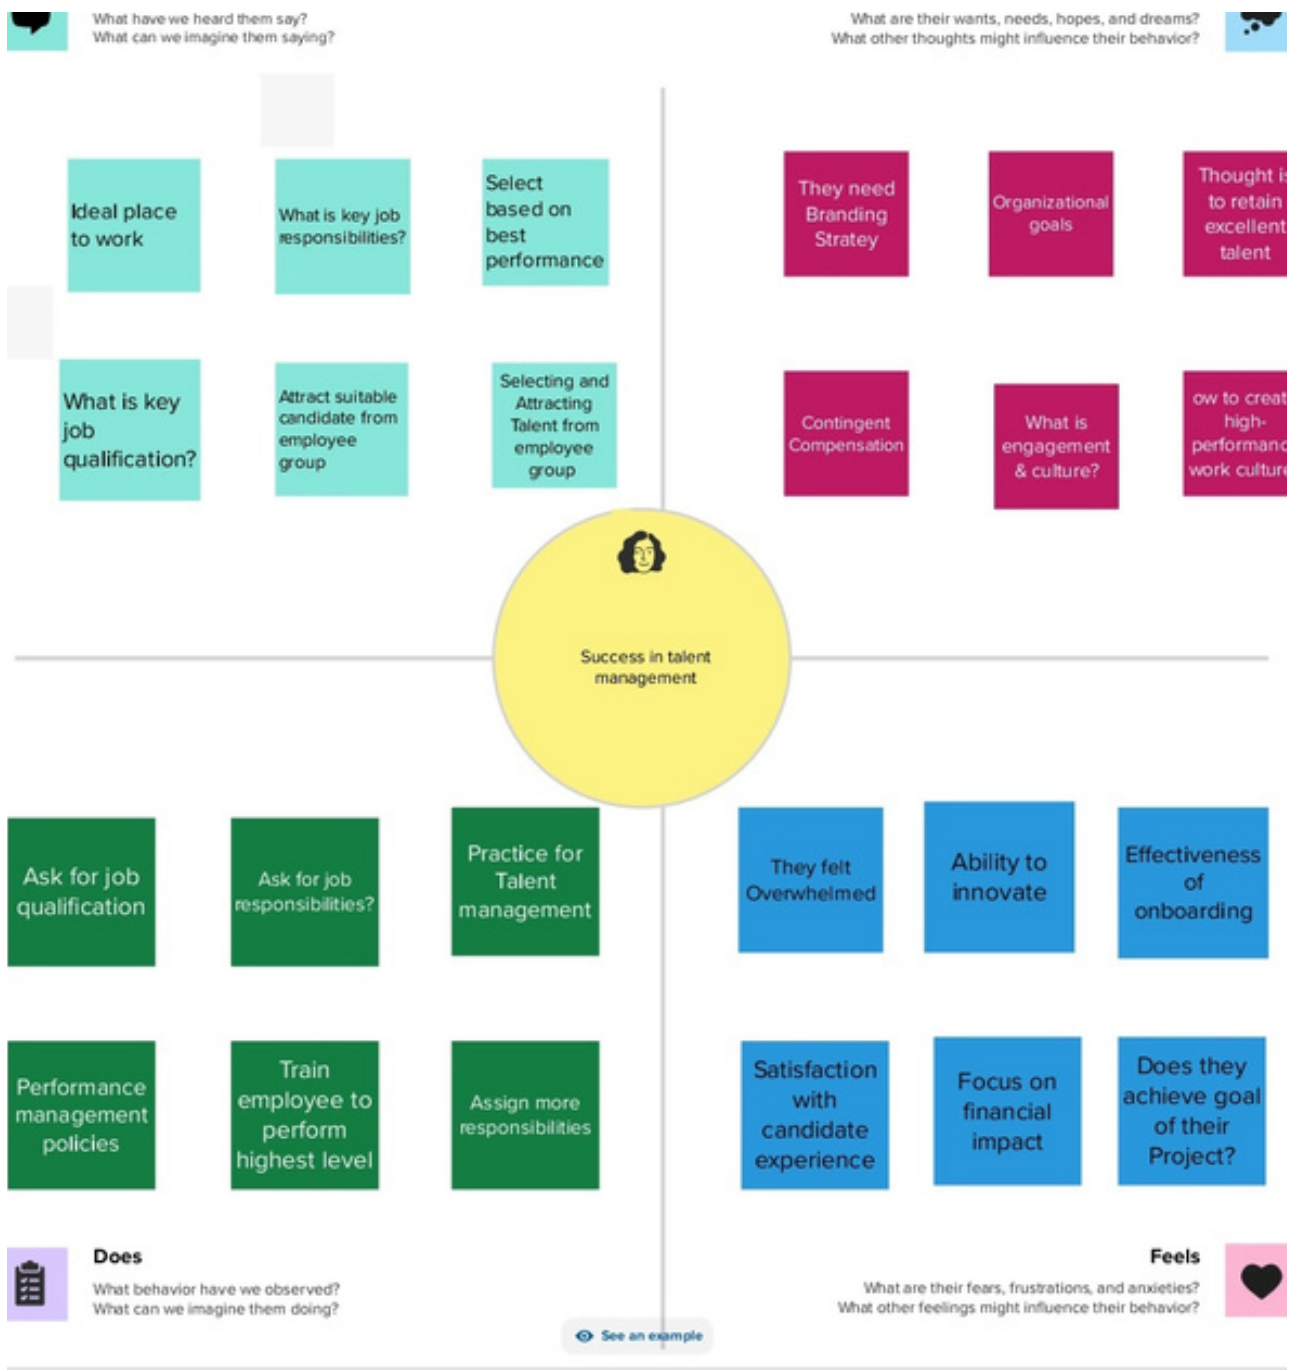 What have we heard them say?
What can we imagine them saying?
What are their wants, needs, hopes, and dreams?
What other thoughts might influence their behavior?
Ideal place
to work
What is key job
responsibilities?
Select
based on
best
performance
They need
Branding
Stratey
Organizational
goals
Thought is
to retain
excellent
talent
What is key
job
qualification?
Attract suitable
candidate from
employee
group
Selecting and
Attracting
Talent from
employee
group
Contingent
Compensation
What is
engagement
& culture?
ow to creat
high-
performanc
work culture
Success in talent
management
Ask for job
qualification
Ask for job
responsibilities?
Practice for
Talent
management
They felt
Overwhelmed
Ability to
innovate
Effectiveness
of
onboarding
Performance
management
policies
Train
employee to
perform
highest level
Assign more
responsibilities
Satisfaction
with
candidate
experience
Focus on
financial
impact
Does they
achieve goal
of their
Project?
Does
What behavior have we observed?
What can we imagine them doing?
Feels
What are their fears, frustrations, and anxieties?
What other feelings might influence their behavior?
See an example